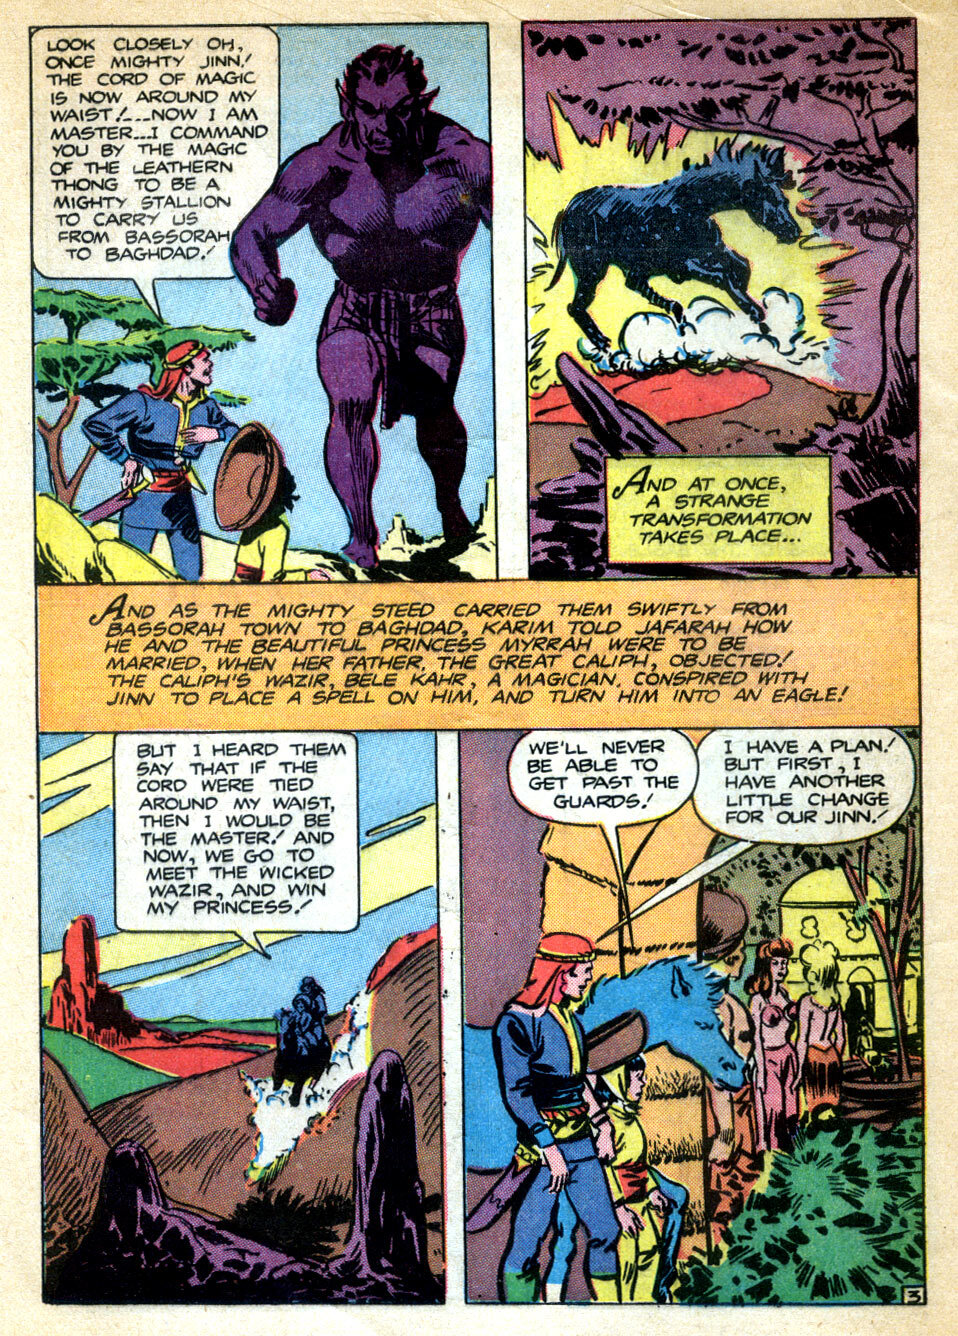 LOOK CLOSELY OH,
ONCE MIGHTY JINN!
THE CORD OF MAGIC
IS NOW AROUND MY
WAIST!...NOW I AM
MASTER...I COMMAND
YOU BY THE MAGIC
OF THE LEATHERN
THONG TO BE A
MIGHTY STALLION
TO CARRY US
FROM BASSORAH
TO BAGHDAD!
AND AT ONCE,
A STRANGE
TRANSFORMATION
TAKES PLACE...
AND AS THE MIGHTY STEED CARRIED THEM SWIFTLY FROM
BASSORAH TOWN TO BAGHDAD, KARIM TOLD JAFARAH HOW
HE AND THE BEAUTIFUL PRINCESS MYRRAH WERE TO BE
MARRIED, WHEN HER FATHER, THE GREAT CALIPH, OBJECTED!
THE CALIPH'S WAZIR, BELE KAHR, A MAGICIAN, CONSPIRED WITH
JINN TO PLACE A SPELL ON HIM, AND TURN HIM INTO AN EAGLE!
BUT I HEARD THEM
SAY THAT IF THE
CORD WERE TIED
AROUND MY WAIST,
THEN I WOULD BE
THE MASTER! AND
NOW, WE GO TO
MEET THE WICKED
WAZIR, AND WIN
MY PRINCESS!
WE'LL NEVER
BE ABLE TO
GET PAST THE
GUARDS!
I HAVE A PLAN!
BUT FIRST, I
HAVE ANOTHER
LITTLE CHANGE
FOR OUR JINN!
3